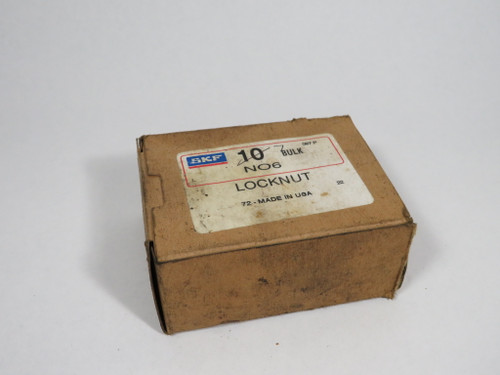 SKF 10 BULK
NO6
LOCKNUT
72 - MADE IN USA